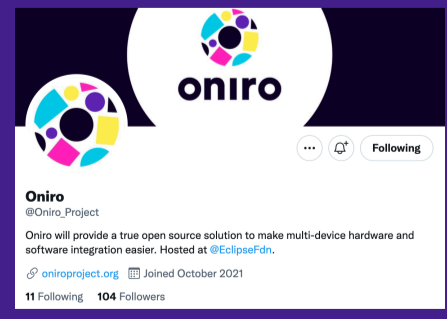 oniro
Following
Oniro
@Oniro_Project
Oniro will provide a true open source solution to make multi-device hardware and
software integration easier. Hosted at @EclipseFdn.
oniroproject.org Joined October 2021
11 Following 104 Followers